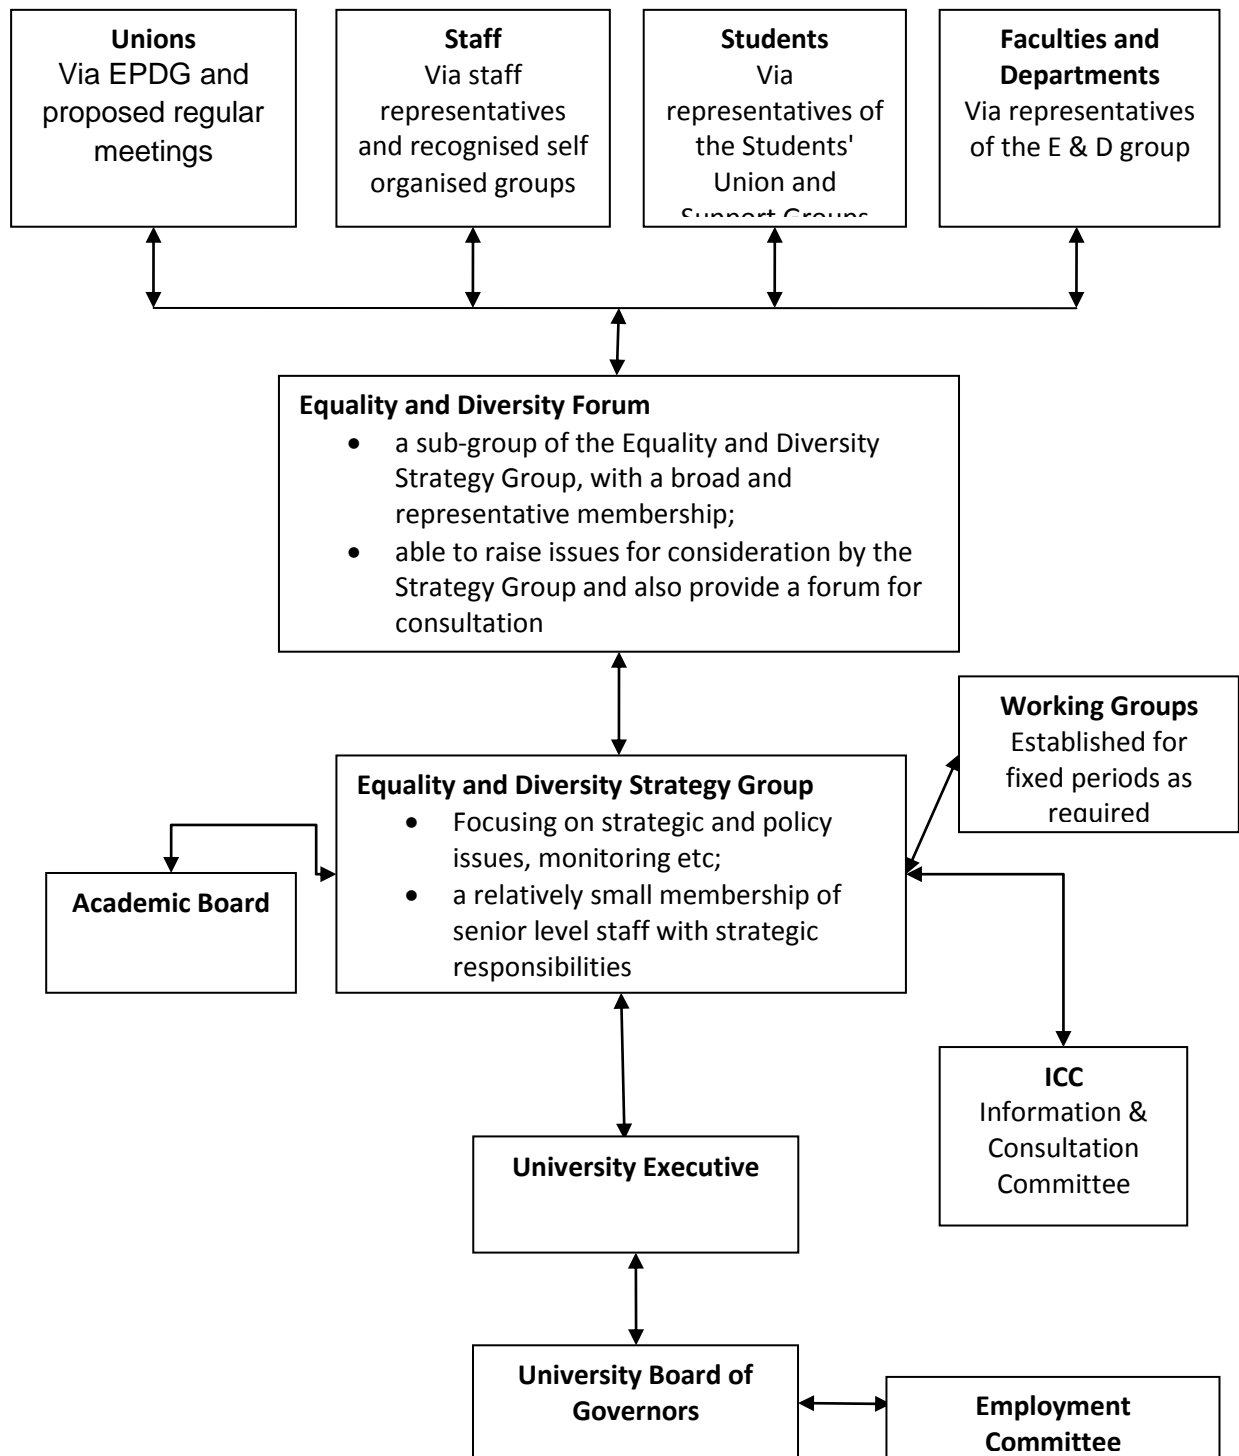 Unions
Via EPDG and
proposed regular
meetings
Staff
Via staff
representatives
and recognised self
organised groups
Students
Via
representatives of
the Students'
Union and
Support Groups
Faculties and
Departments
Via representatives
of the E & D group
Equality and Diversity Forum
• a sub-group of the Equality and Diversity
Strategy Group, with a broad and
representative membership;
• able to raise issues for consideration by the
Strategy Group and also provide a forum for
consultation
Working Groups
Established for
fixed periods as
required
Equality and Diversity Strategy Group
• Focusing on strategic and policy
issues, monitoring etc;
• a relatively small membership of
senior level staff with strategic
responsibilities
Academic Board
ICC
Information &
Consultation
Committee
University Executive
University Board of
Governors
Employment
Committee